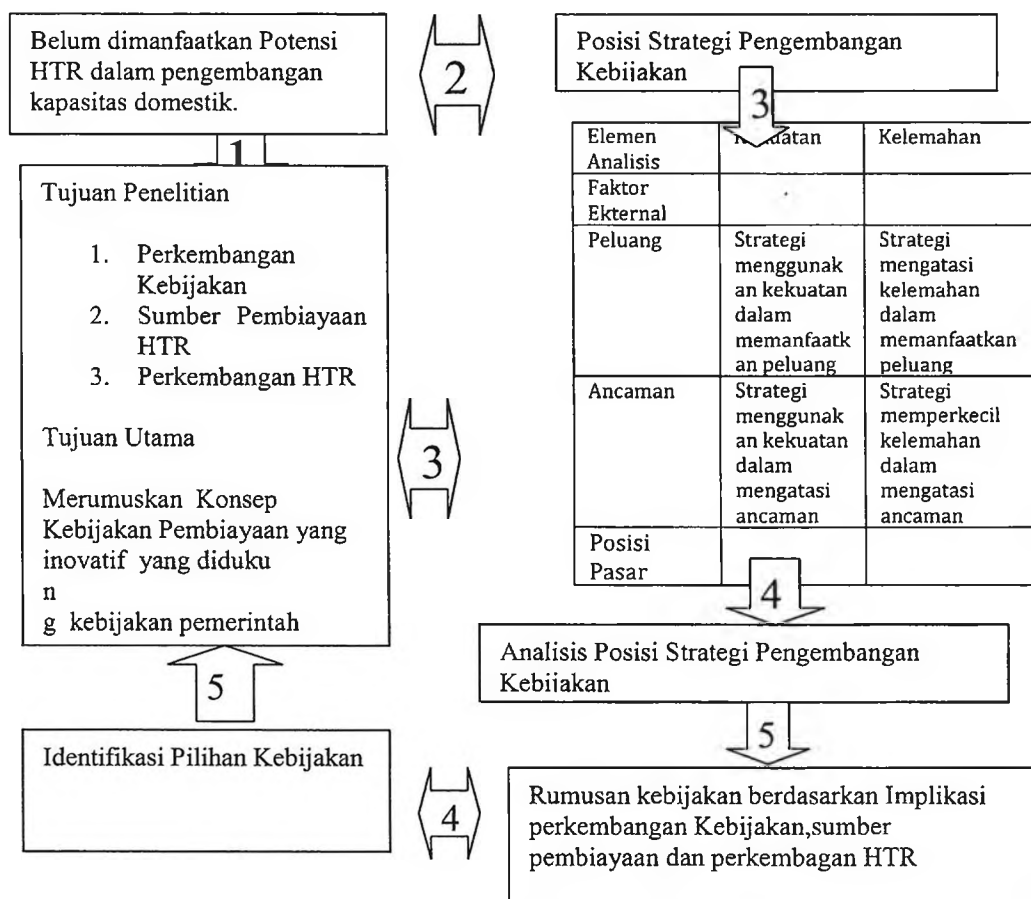 Belum dimanfaatkan Potensi
HTR dalam pengembangan
kapasitas domestik.
2
Posisi Strategi Pengembangan
Kebijakan
1
3
Tujuan Penelitian
1. Perkembangan
Kebijakan
2. Sumber Pembiayaan
HTR
3. Perkembangan HTR
Tujuan Utama
Merumuskan Konsep
Kebijakan Pembiayaan yang
inovatif yang diduku
n
g kebijakan pemerintah
3
Elemen
Analisis
Kelemahan
Faktor
Ekternal
Peluang
Strategi
menggunak
an kekuatan
dalam
memanfaatk
an peluang
Strategi
mengatasi
kelemahan
dalam
memanfaatkan
peluang
Ancaman
Strategi
menggunak
an kekuatan
dalam
mengatasi
ancaman
Strategi
memperkecil
kelemahan
dalam
mengatasi
ancaman
Posisi
Pasar
4
Analisis Posisi Strategi Pengembangan
Kebijakan
5
5
Identifikasi Pilihan Kebijakan
4
Rumusan kebijakan berdasarkan Implikasi
perkembangan Kebijakan,sumber
pembiayaan dan perkembagan HTR